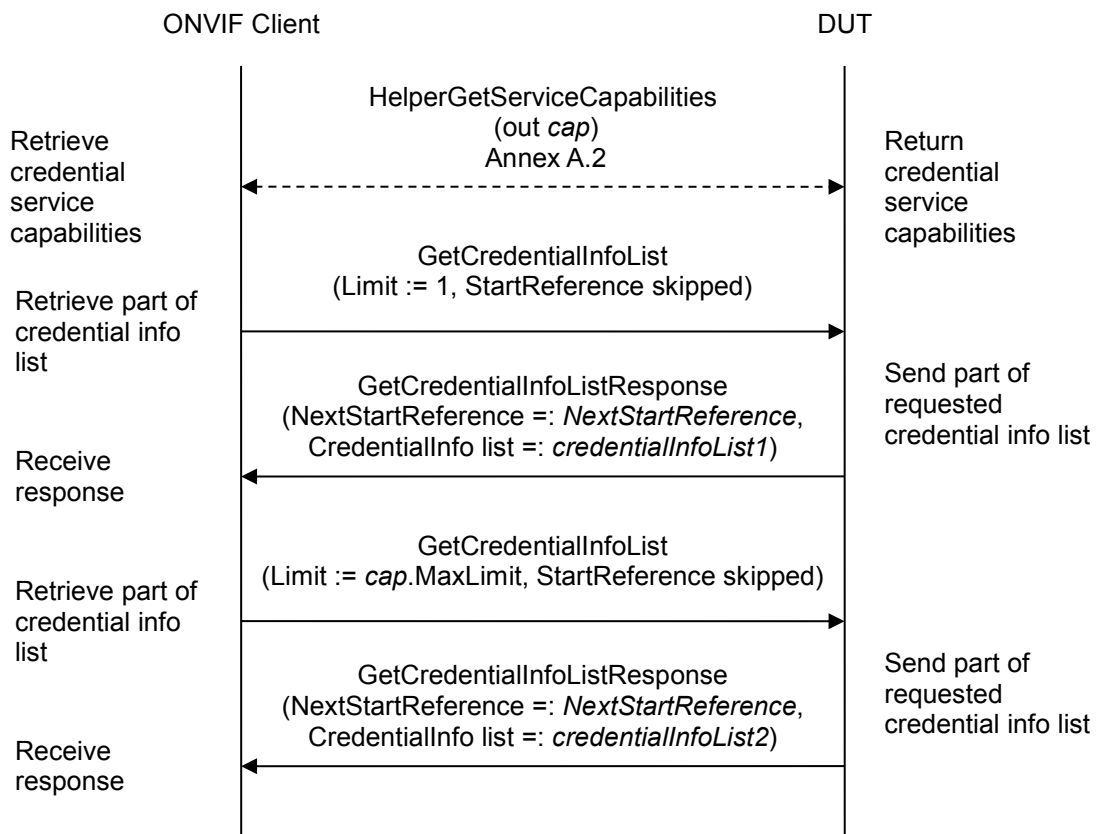 ONVIF Client
DUT
HelperGetServiceCapabilities
(out cap)
Annex A.2
Retrieve
credential
service
capabilities
Return
credential
service
capabilities
GetCredentialInfoList
(Limit := 1, StartReference skipped)
Retrieve part of
credential info
list
GetCredentialInfoListResponse
(NextStartReference =: NextStartReference,
CredentialInfo list =: credentialInfoList1)
Send part of
requested
credential info list
Receive
response
GetCredentialInfoList
(Limit := cap.MaxLimit, StartReference skipped)
Retrieve part of
credential info
list
GetCredentialInfoListResponse
(NextStartReference =: NextStartReference,
CredentialInfo list =: credentialInfoList2)
Send part of
requested
credential info list
Receive
response